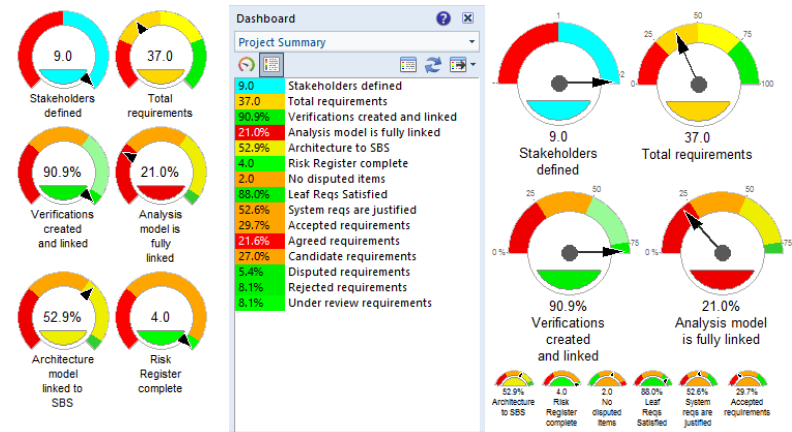 9.0
Stakeholders
defined
37.0
Total
requirements
90.9%
Verifications
created
and linked
21.0%
Analysis
model is
fully
linked
52.9%
Architecture
model
linked to
SBS
4.0
Risk
Register
complete
Dashboard
Project Summary
9.0 Stakeholders defined
37.0 Total requirements
90.9% Verifications created and linked
21.0% Analysis model is fully linked
52.9% Architecture to SBS
4.0 Risk Register complete
2.0 No disputed items
88.0% Leaf Reqs Satisfied
52.6% System reqs are justified
29.7% Accepted requirements
21.6% Agreed requirements
27.0% Candidate requirements
5.4% Disputed requirements
8.1% Rejected requirements
8.1% Under review requirements
1
2
9.0
Stakeholders
defined
0
25
50
75
100
37.0
Total requirements
0 %
25
50
75
90.9%
Verifications
created
and linked
0 %
25
50
75
21.0%
Analysis model
is fully linked
52.9%
Architecture
to SBS
4.0
Risk
Register
complete
2.0
No
disputed
items
88.0%
Leaf
Reqs
Satisfied
52.6%
System
reqs are
justified
29.7%
Accepted
requirements